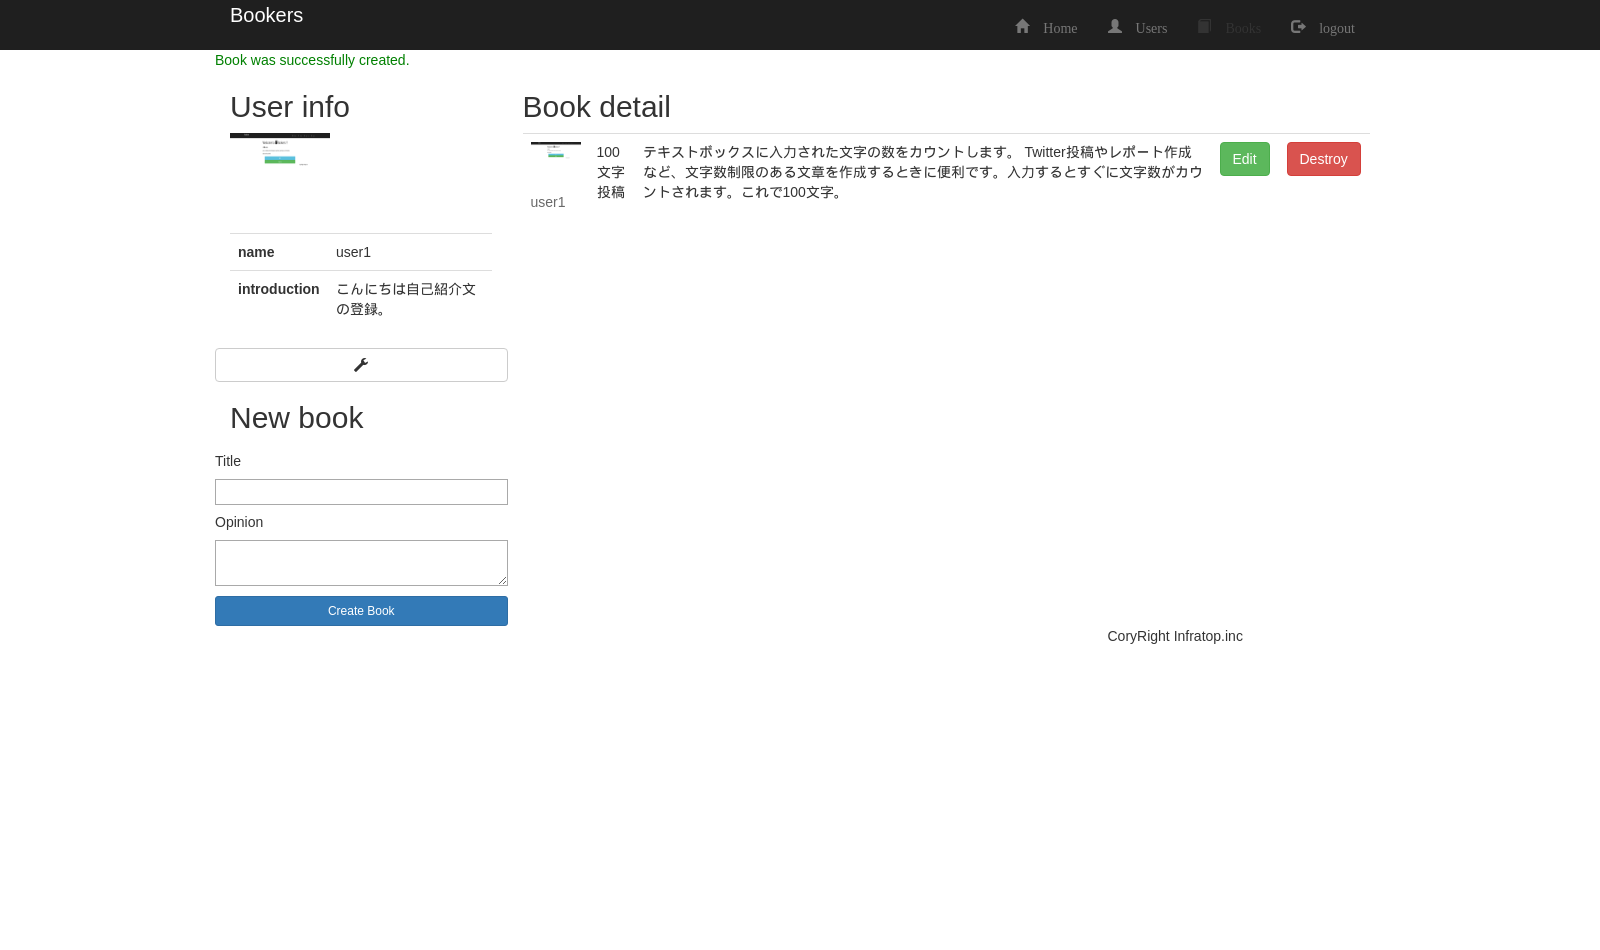 Bookers
Home
Users
Books
logout
Book was successfully created.
User info
name
user1
introduction
こんにちは自己紹介文
の登録。
New book
Title
Opinion
Create Book
Book detail
user1
100
文字
投稿
テキストボックスに入力された文字の数をカウントします。 Twitter投稿やレポート作成
など、文字数制限のある文章を作成するときに便利です。入力するとすぐに文字数がカウ
ントされます。これで100文字。
Edit
Destroy
CoryRight Infratop.inc